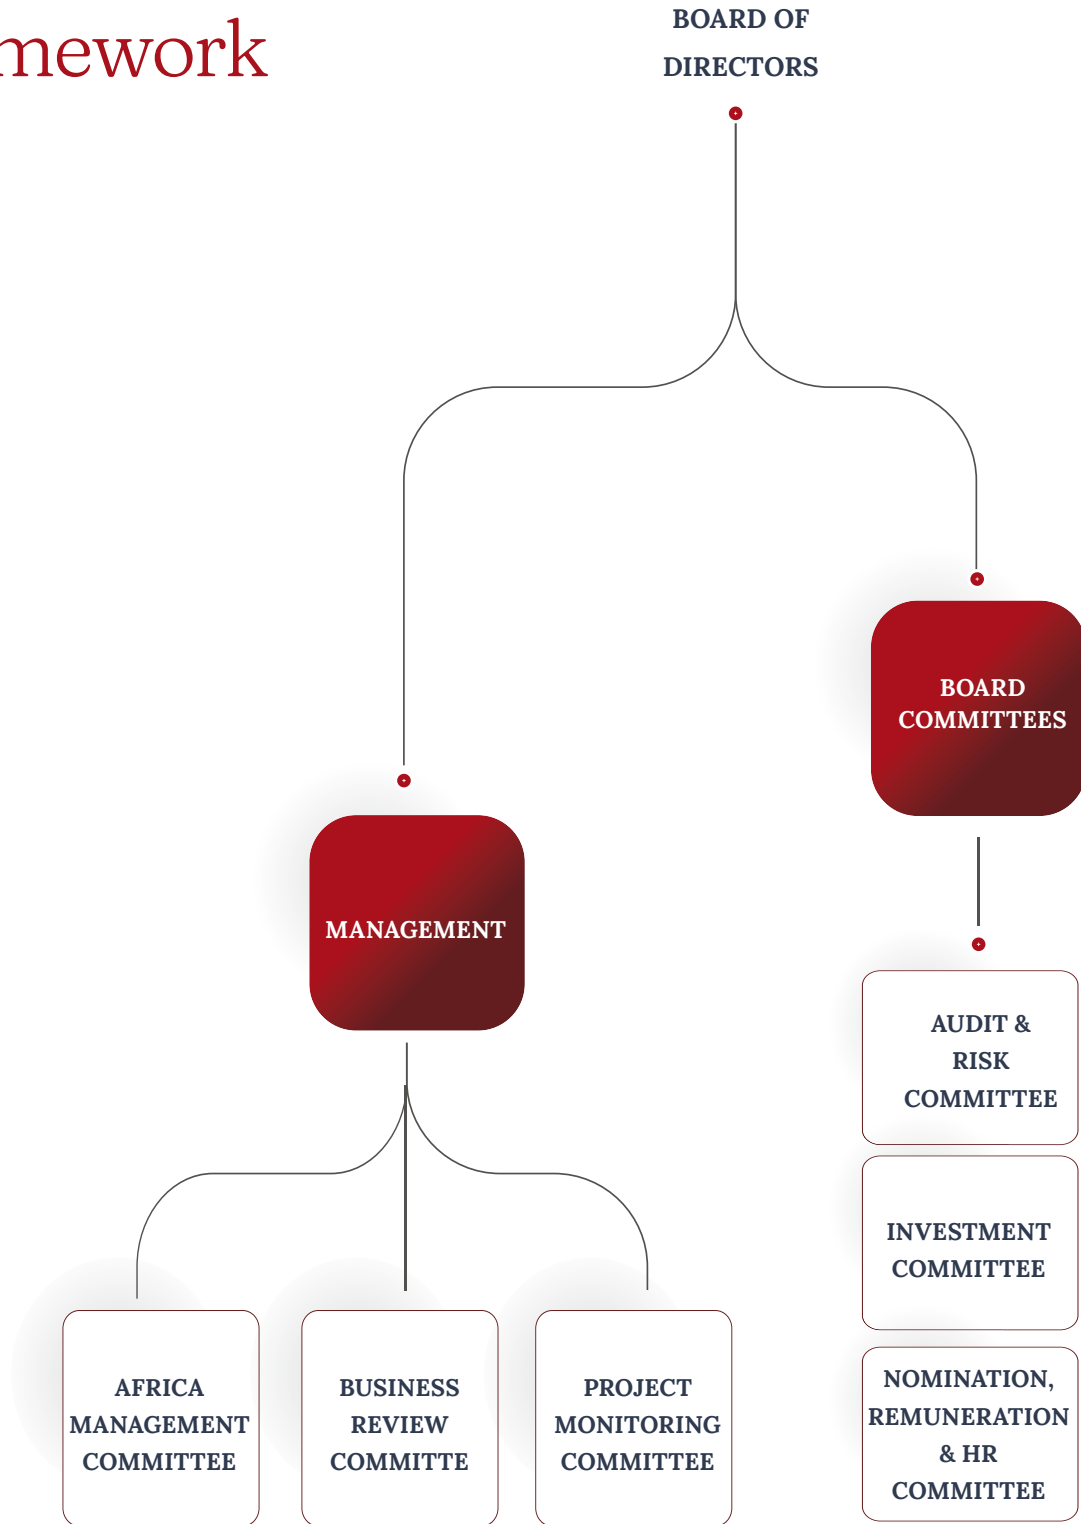 mework
BOARD OF
DIRECTORS
BOARD
COMMITTEES
MANAGEMENT
AUDIT &
RISK
COMMITTEE
INVESTMENT
COMMITTEE
NOMINATION,
REMUNERATION
& HR
COMMITTEE
AFRICA
MANAGEMENT
COMMITTEE
BUSINESS
REVIEW
COMMITTE
PROJECT
MONITORING
COMMITTEE